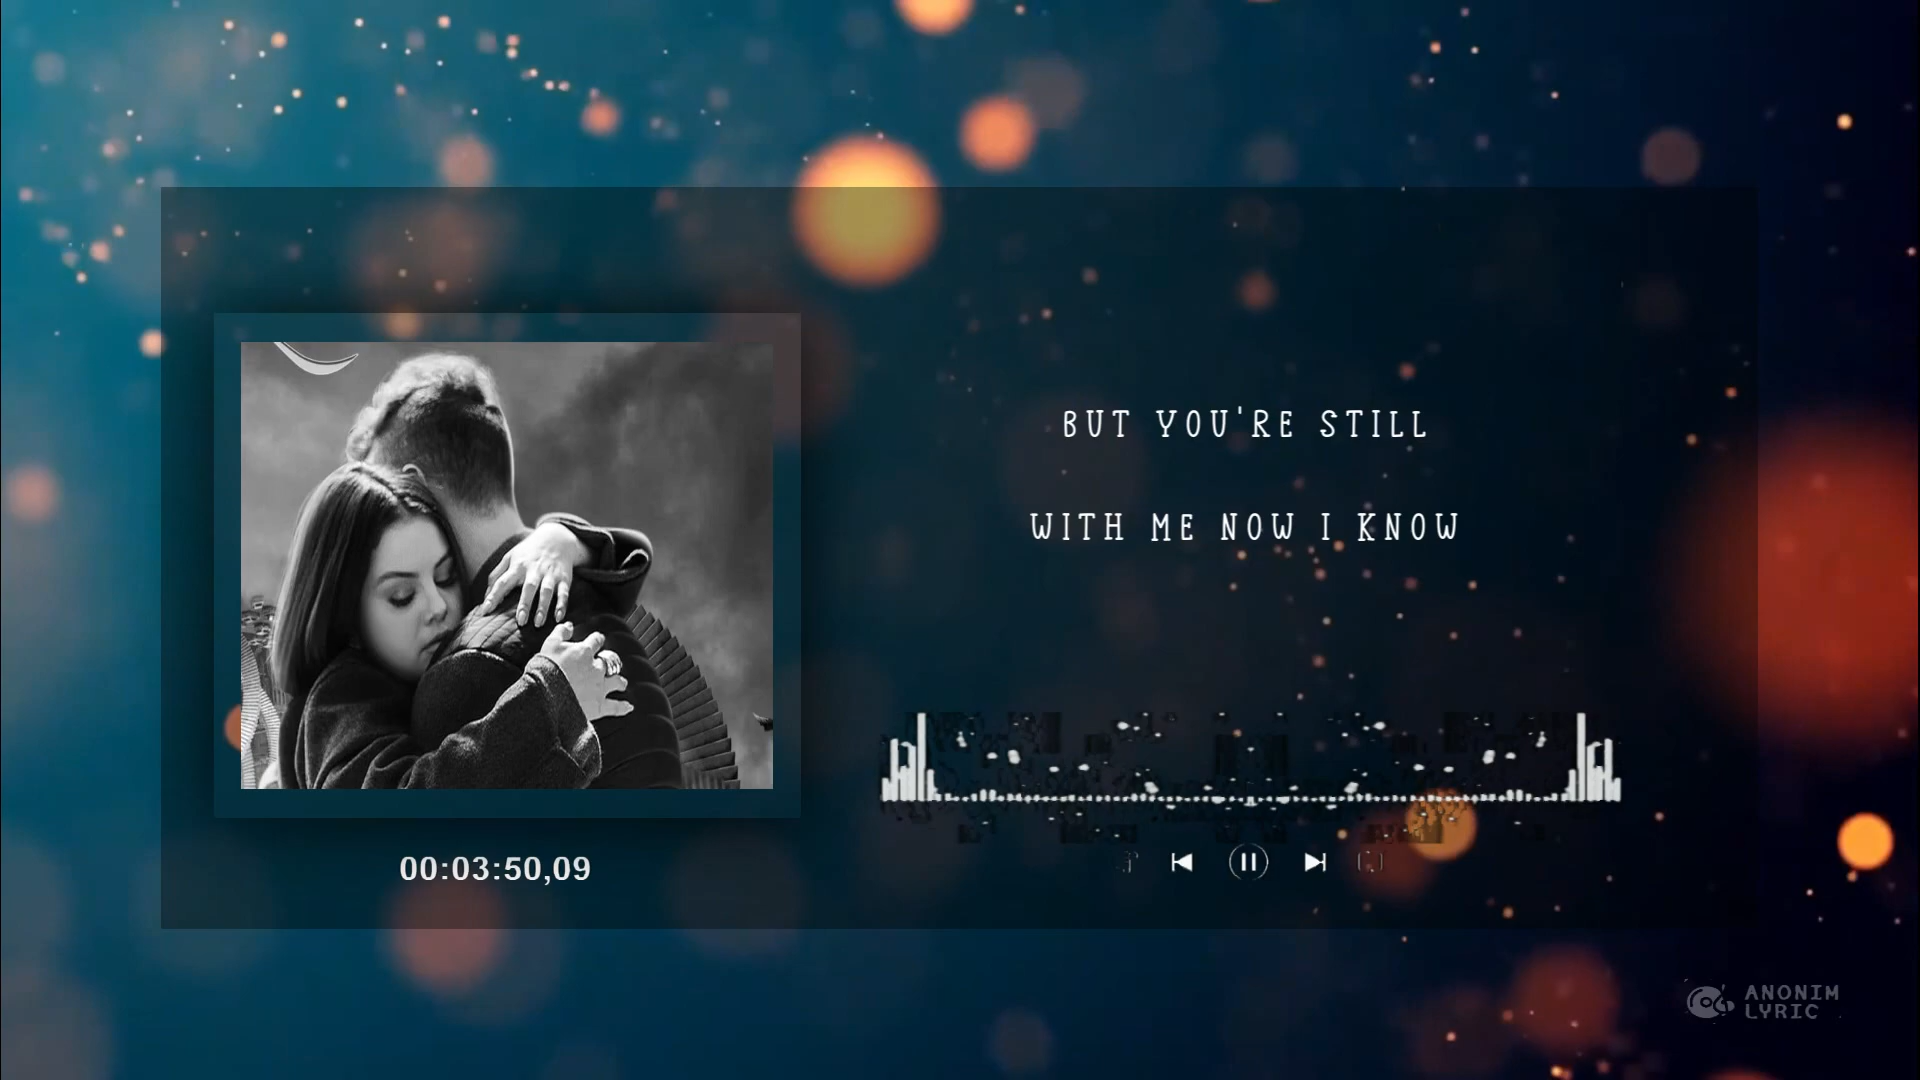 BUT YOU'RE STILL
WITH ME NOW I KNOW
00:03:50,09
ANONIM
LYRIC